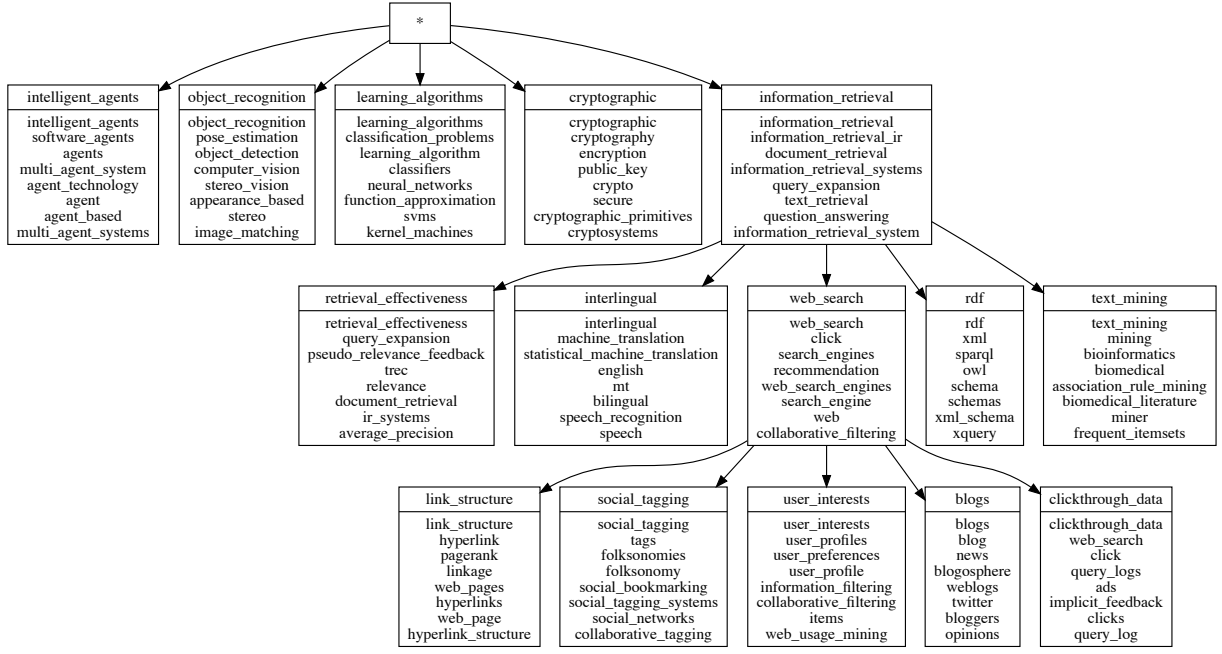 *
intelligent_agents
intelligent_agents
software_agents
agents
multi_agent_system
agent_technology
agent
agent_based
multi_agent_systems
object_recognition
object_recognition
pose_estimation
object_detection
computer_vision
stereo_vision
appearance_based
stereo
image_matching
learning_algorithms
learning_algorithms
classification_problems
learning_algorithm
classifiers
neural_networks
function_approximation
svms
kernel_machines
cryptographic
cryptographic
cryptography
encryption
public_key
crypto
secure
cryptographic_primitives
cryptosystems
information_retrieval
information_retrieval
information_retrieval_ir
document_retrieval
information_retrieval_systems
query_expansion
text_retrieval
question_answering
information_retrieval_system
retrieval_effectiveness
retrieval_effectiveness
query_expansion
pseudo_relevance_feedback
trec
relevance
document_retrieval
ir_systems
average_precision
interlingual
interlingual
machine_translation
statistical_machine_translation
english
mt
bilingual
speech_recognition
speech
web_search
web_search
click
search_engines
recommendation
web_search_engines
search_engine
web
collaborative_filtering
rdf
rdf
xml
sparql
owl
schema
schemas
xml_schema
xquery
text_mining
text_mining
mining
bioinformatics
biomedical
association_rule_mining
biomedical_literature
miner
frequent_itemsets
link_structure
link_structure
hyperlink
pagerank
linkage
web_pages
hyperlinks
web_page
hyperlink_structure
social_tagging
social_tagging
tags
folksonomies
folksonomy
social_bookmarking
social_tagging_systems
social_networks
collaborative_tagging
user_interests
user_interests
user_profiles
user_preferences
user_profile
information_filtering
collaborative_filtering
items
web_usage_mining
blogs
blogs
blog
news
blogosphere
weblogs
twitter
bloggers
opinions
clickthrough_data
clickthrough_data
web_search
click
query_logs
ads
implicit_feedback
clicks
query_log